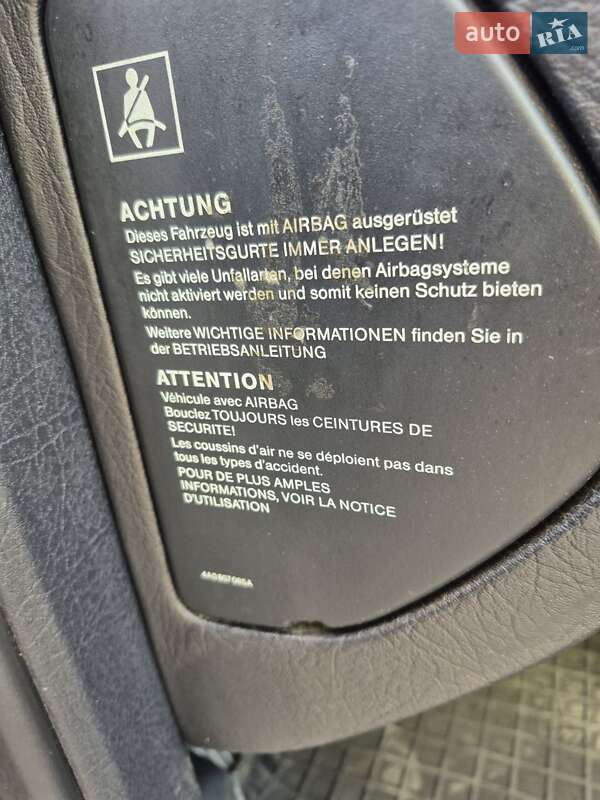 auto RIA .com
ACHTUNG
Dieses Fahrzeug ist mit AIRBAG ausgerüstet
SICHERHEITSGURTE IMMER ANLEGEN!
Es gibt viele Unfallarten, bei denen Airbagsysteme
nicht aktiviert werden und somit keinen Schutz bieten
können.
Weitere WICHTIGE INFORMATIONEN finden Sie in
der BETRIEBSANLEITUNG
ATTENTION
Véhicule avec AIRBAG
Bouclez TOUJOURS les CEINTURES DE
SECURITE!
Les coussins d'air ne se déploient pas dans
tous les types d'accident.
POUR DE PLUS AMPLES
INFORMATIONS, VOIR LA NOTICE
D'UTILISATION